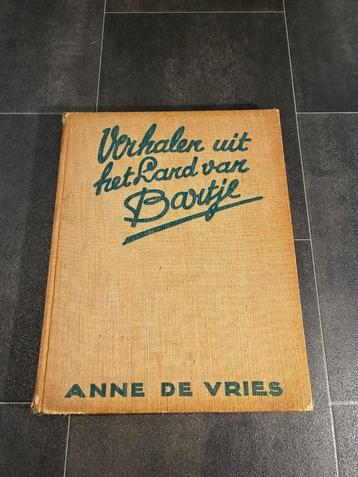 Verhalen uit
het Land van
Bartje
ANNE DE VRIES